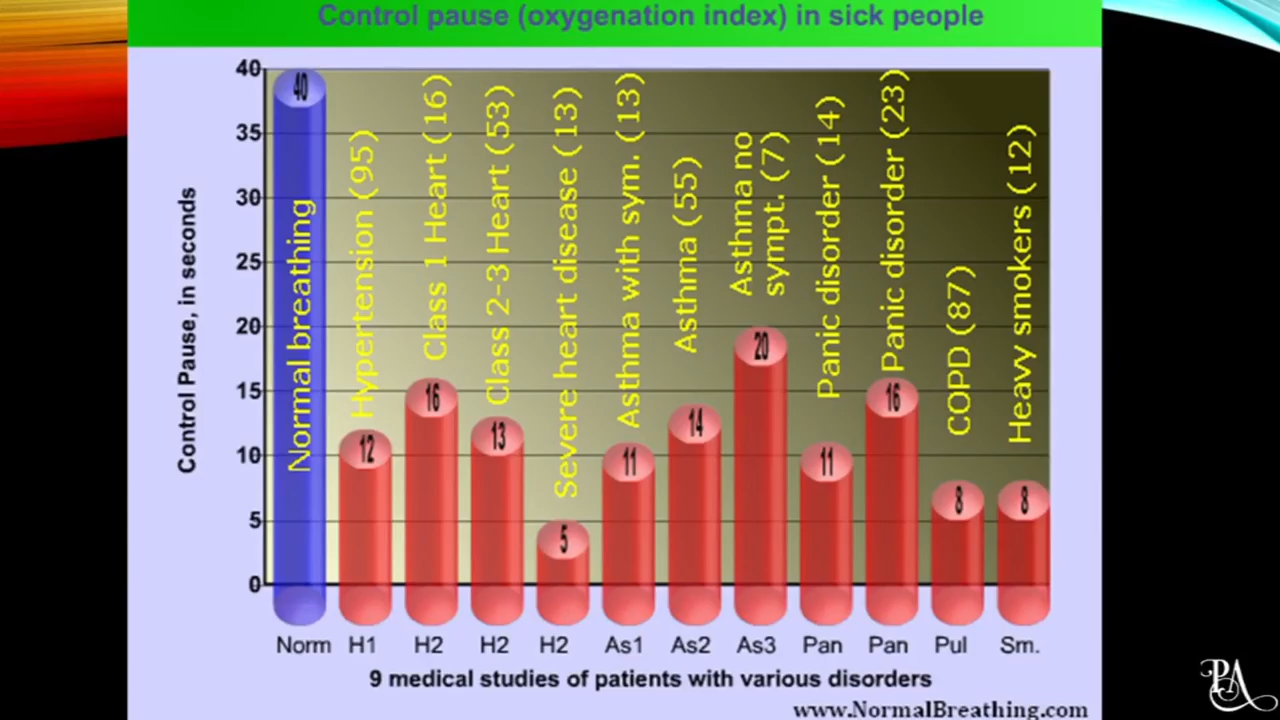 Control pause (oxygenation index) in sick people
Control Pause, in seconds
40
35
30
25
20
15
10
5
0
40
Normal breathing
12
Hypertension (95)
16
Class 1 Heart (16)
13
Class 2-3 Heart (53)
5
Severe heart disease (13)
11
Asthma with sym. (13)
14
Asthma (55)
20
Asthma no
sympt. (7)
11
Panic disorder (14)
16
Panic disorder (23)
8
COPD (87)
8
Heavy smokers (12)
Norm H1 H2 H2 H2 As1 As2 As3 Pan Pan Pul Sm.
9 medical studies of patients with various disorders
www.NormalBreathing.com
PA